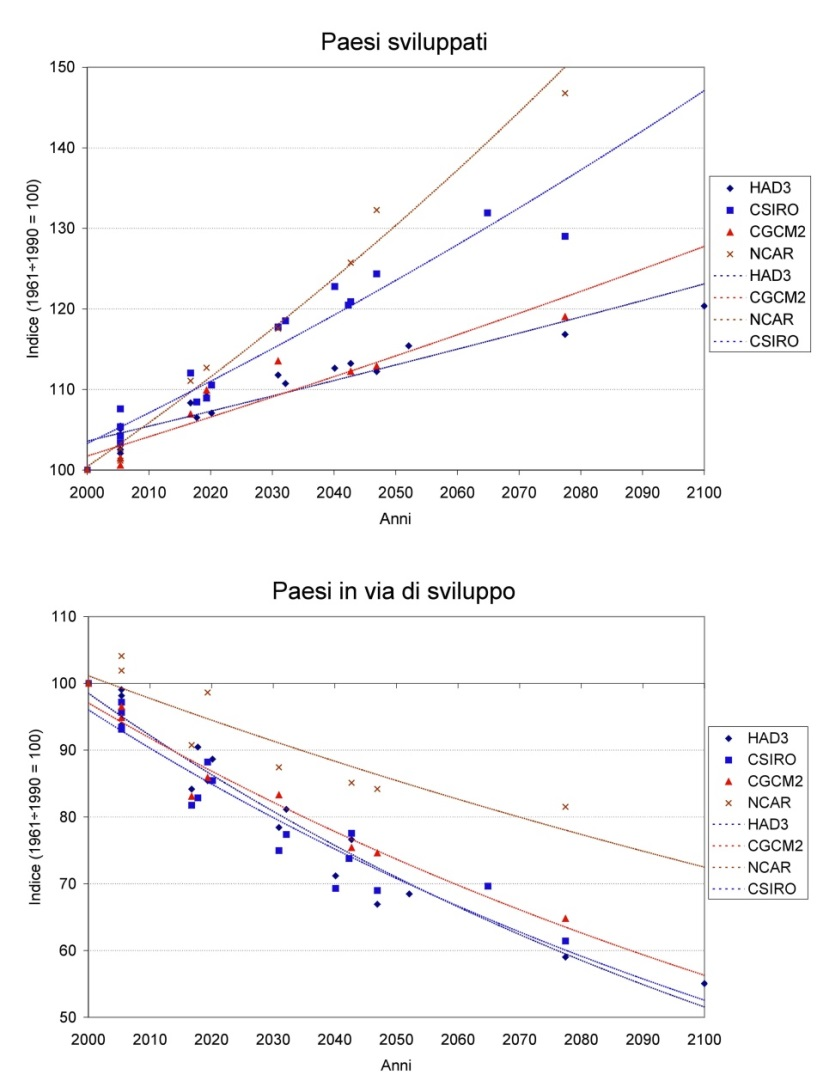 Paesi sviluppati
150
140
130
120
110
100
Indice (1961÷1990 = 100)
2000 2010 2020 2030 2040 2050 2060 2070 2080 2090 2100
Anni
HAD3
CSIRO
CGCM2
NCAR
HAD3
CGCM2
NCAR
CSIRO
Paesi in via di sviluppo
110
100
90
80
70
60
50
Indice (1961÷1990 = 100)
2000 2010 2020 2030 2040 2050 2060 2070 2080 2090 2100
Anni
HAD3
CSIRO
CGCM2
NCAR
HAD3
CGCM2
NCAR
CSIRO